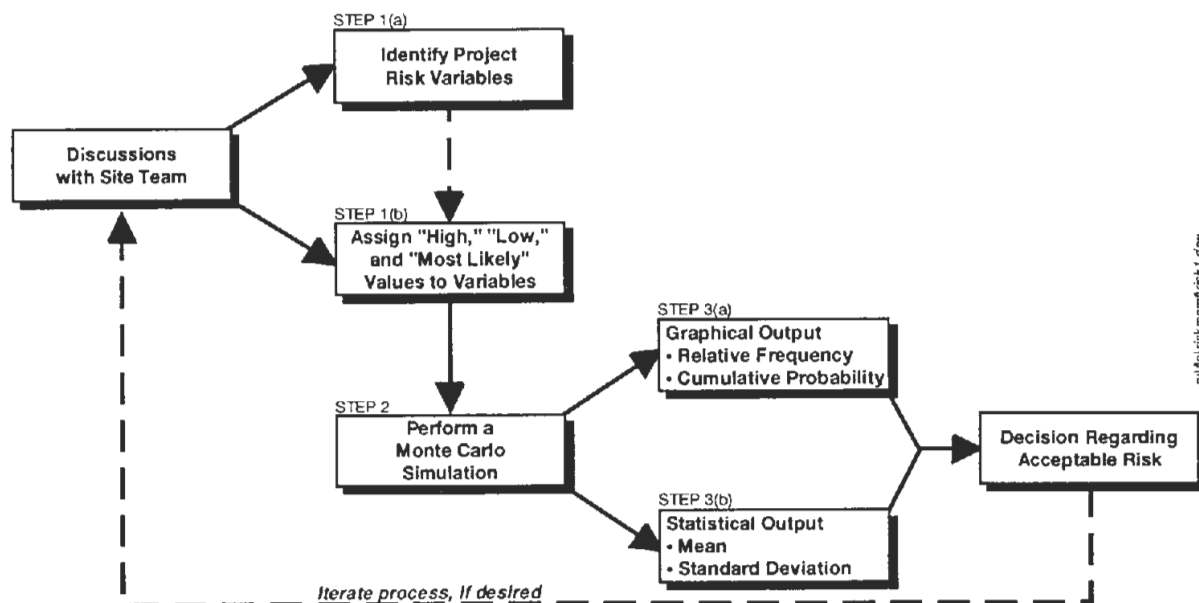 STEP 1(a)
Identify Project
Risk Variables
Discussions
with Site Team
STEP 1(b)
Assign "High," "Low,"
and "Most Likely"
Values to Variables
STEP 2
Perform a
Monte Carlo
Simulation
STEP 3(a)
Graphical Output
• Relative Frequency
• Cumulative Probability
STEP 3(b)
Statistical Output
• Mean
• Standard Deviation
Decision Regarding
Acceptable Risk
Iterate process, If desired